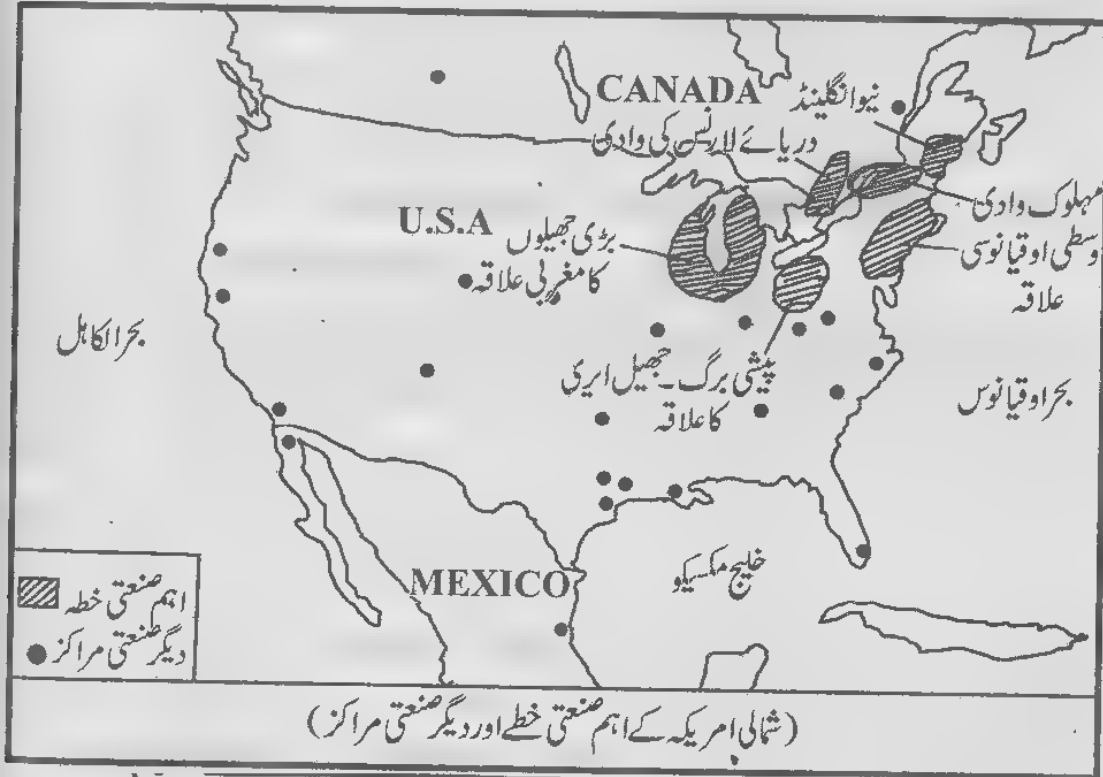 CANADA
نیوانگلینڈ
دریائے لارنس کی وادی
مہلوک وادی
وسطی اوقیانوسی
علاقہ
U.S.A
بڑی جھیلوں
کا مغربی علاقہ
بحرالکاہل
پیٹسی برگ۔جھیل ایری
کا علاقہ
بحراوقیانوس
MEXICO
خلیج مکسیکو
اہم صنعتی خطہ
دیگر صنعتی مراکز
(شمالی امریکہ کے اہم صنعتی خطے اور دیگر صنعتی مراکز)